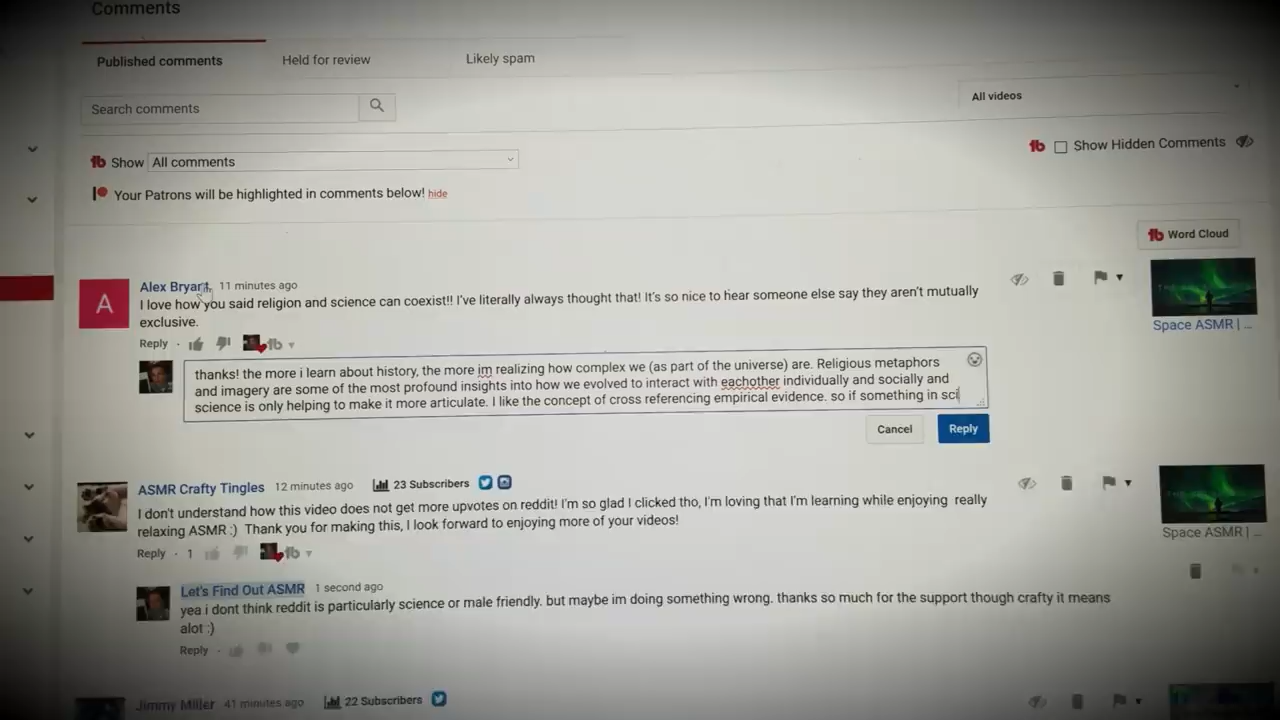 Comments
Published comments
Held for review
Likely spam
Search comments
All videos
Show All comments
Show Hidden Comments
Your Patrons will be highlighted in comments below! hide
Word Cloud
A
Alex Bryant 11 minutes ago
I love how you said religion and science can coexist!! I've literally always thought that! It's so nice to hear someone else say they aren't mutually
exclusive.
Space ASMR | ...
Reply
thanks! the more i learn about history, the more im realizing how complex we (as part of the universe) are. Religious metaphors
and imagery are some of the most profound insights into how we evolved to interact with eachother individually and socially and
science is only helping to make it more articulate. I like the concept of cross referencing empirical evidence. so if something in sci
Cancel
Reply
ASMR Crafty Tingles 12 minutes ago 23 Subscribers
I don't understand how this video does not get more upvotes on reddit! I'm so glad I clicked tho, I'm loving that I'm learning while enjoying really
relaxing ASMR :) Thank you for making this, I look forward to enjoying more of your videos!
Space ASMR | ...
Reply · 1
Let's Find Out ASMR 1 second ago
yea i dont think reddit is particularly science or male friendly. but maybe im doing something wrong. thanks so much for the support though crafty it means
alot :)
Reply
Jimmy Miller 41 minutes ago 22 Subscribers